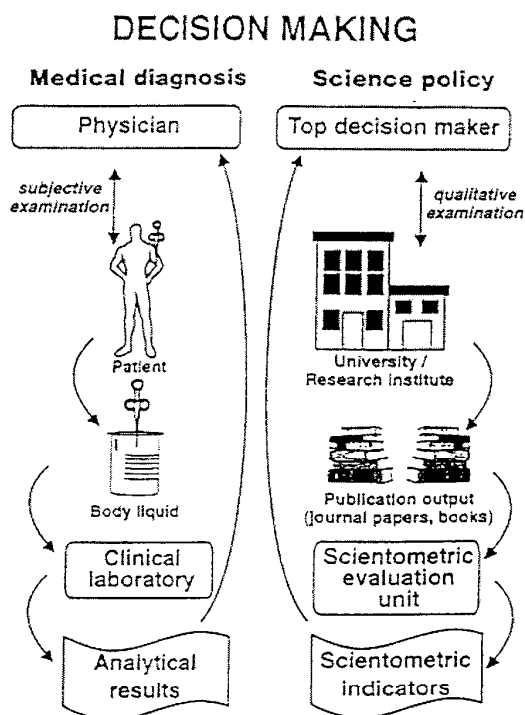 DECISION MAKING
Medical diagnosis
Physician
subjective
examination
Patient
Body liquid
Clinical
laboratory
Analytical
results
Science policy
Top decision maker
qualitative
examination
University /
Research institute
Publication output
(journal papers, books)
Scientometric
evaluation
unit
Scientometric
indicators